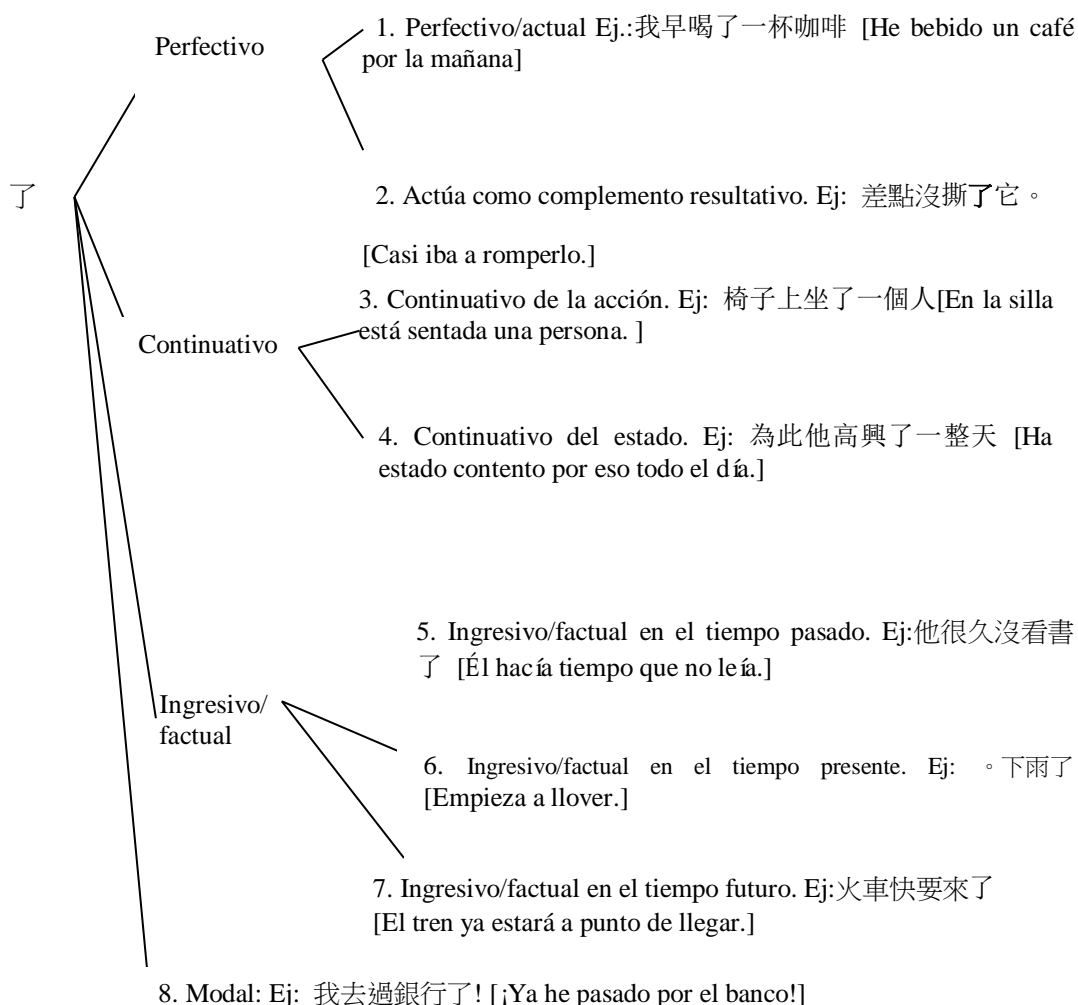 1. Perfectivo/actual Ej.:我早喝了一杯咖啡 [He bebido un café
por la mañana]
Perfectivo
了
2. Actúa como complemento resultativo. Ej: 差點沒撕了它。
[Casi iba a romperlo.]
3. Continuativo de la acción. Ej: 椅子上坐了一個人[En la silla
está sentada una persona. ]
Continuativo
4. Continuativo del estado. Ej: 為此他高興了一整天 [Ha
estado contento por eso todo el día.]
5. Ingresivo/factual en el tiempo pasado. Ej:他很久沒看書
了 [Él hacía tiempo que no leía.]
Ingresivo/
factual
6. Ingresivo/factual en el tiempo presente. Ej: 。下雨了
[Empieza a llover.]
7. Ingresivo/factual en el tiempo futuro. Ej:火車快要來了
[El tren ya estará a punto de llegar.]
8. Modal: Ej: 我去過銀行了! [¡Ya he pasado por el banco!]